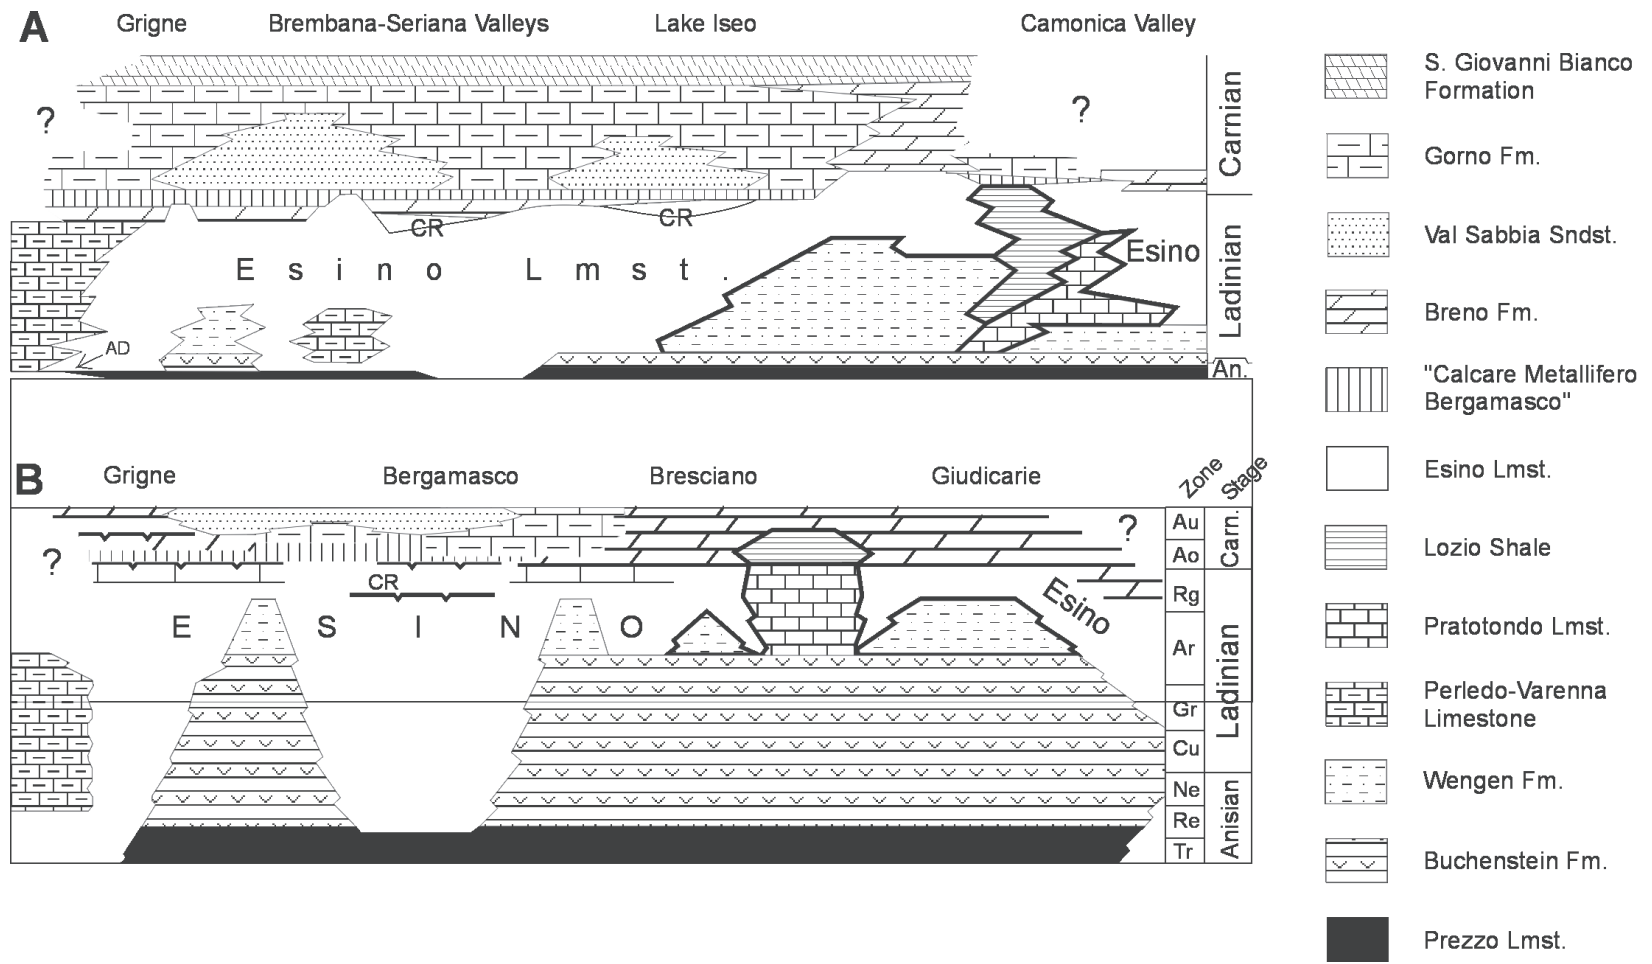 A
Grigne
Brembana-Seriana Valleys
Lake Iseo
Camonica Valley
?
?
Carnian
CR
CR
Esino Lmst.
Esino
Ladinian
AD
An.
B
Grigne
Bergamasco
Bresciano
Giudicarie
Zone
Stage
?
?
Au
Carn.
Ao
CR
Rg
ESINO
Esino
Ar
Ladinian
Gr
Cu
Ne
Anisian
Re
Tr
S. Giovanni Bianco
Formation
Gorno Fm.
Val Sabbia Sndst.
Breno Fm.
"Calcare Metallifero
Bergamasco"
Esino Lmst.
Lozio Shale
Pratotondo Lmst.
Perledo-Varenna
Limestone
Wengen Fm.
Buchenstein Fm.
Prezzo Lmst.